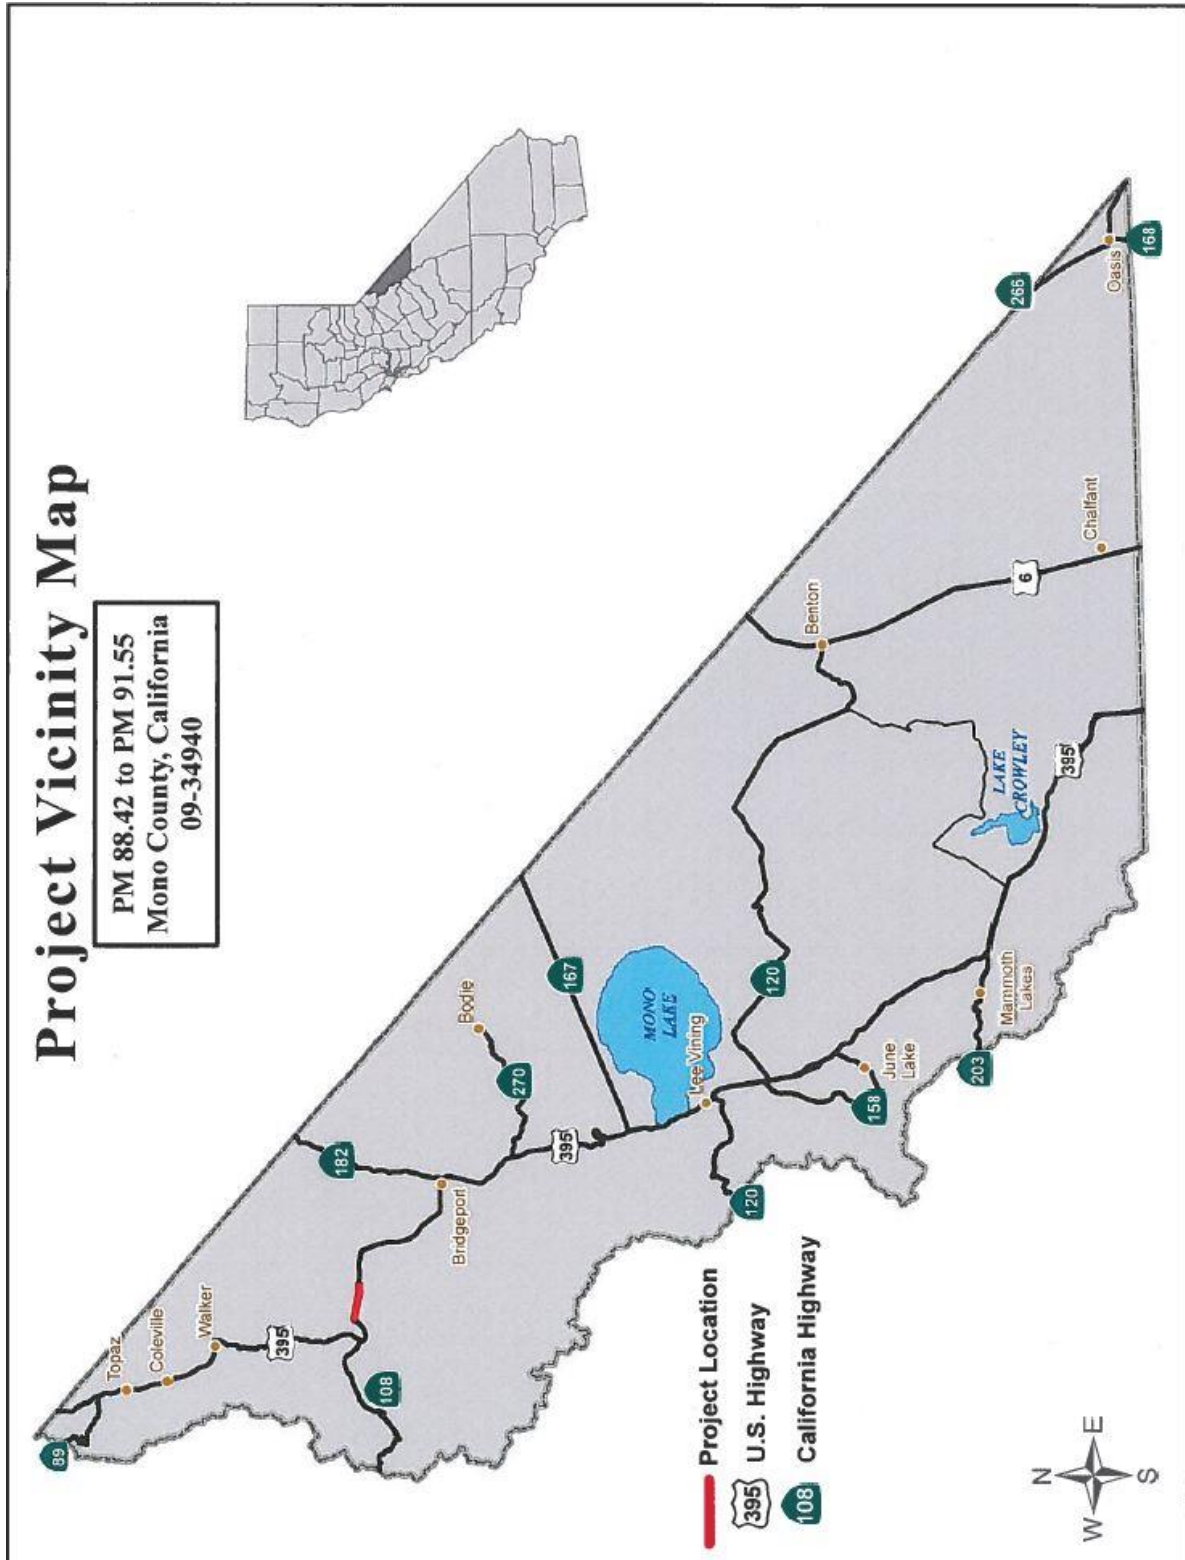 Project Vicinity Map
PM 88.42 to PM 91.55
Mono County, California
09-34940
89
Topaz
Coleville
Walker
395
108
182
Bridgeport
Bodie
270
395
167
MONO
LAKE
Lee Vining
120
120
158
June
Lake
203
Mammoth
Lakes
LAKE
CROWLEY
395
Benton
6
Chalfant
266
Oasis
168
Project Location
395 U.S. Highway
108 California Highway
N
W E
S